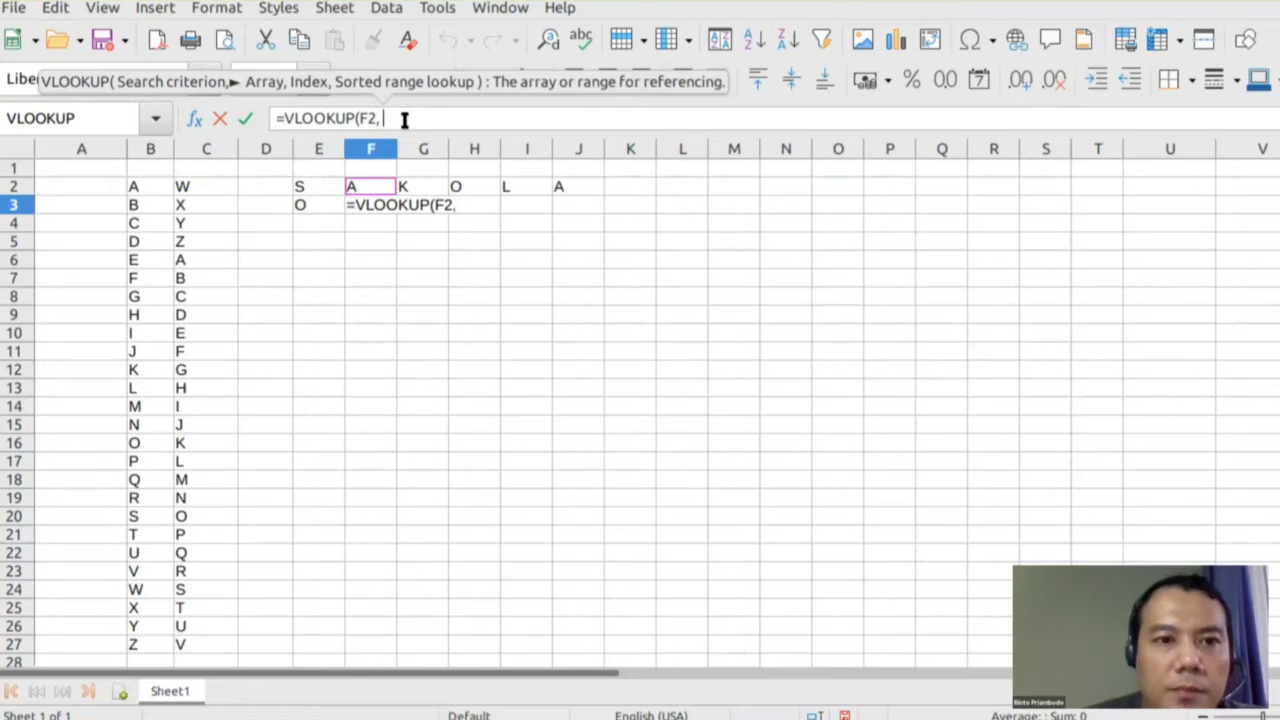 File Edit View Insert Format Styles Sheet Data Tools Window Help
Liber
VLOOKUP( Search criterion,► Array, Index, Sorted range lookup ) : The array or range for referencing.
VLOOKUP =VLOOKUP(F2,
A B C D E F G H I J K L M N O P Q R S T U V
1
2 A W S A K O L A
3 B X O =VLOOKUP(F2,
4 C Y
5 D Z
6 E A
7 F B
8 G C
9 H D
10 I E
11 J F
12 K G
13 L H
14 M I
15 N J
16 O K
17 P L
18 Q M
19 R N
20 S O
21 T P
22 U Q
23 V R
24 W S
25 X T
26 Y U
27 Z V
28
Rinto Priambodo
Sheet1
Sheet 1 of 1 Default English (USA) Average: ; Sum: 0